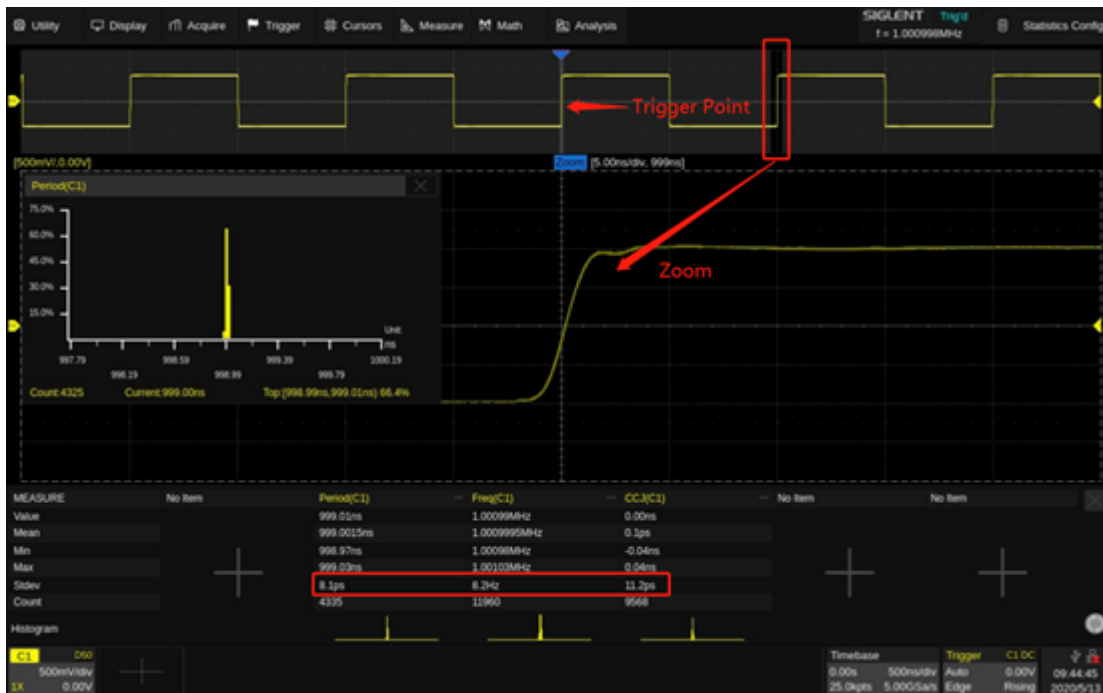 Utility Display Acquire Trigger Cursors Measure Math Analysis SIGLENT Trig'd Statistics Config
f = 1.000998MHz
Trigger Point
[500mV/,0.00V] Zoom [5.00ns/div, 999ns]
Period(C1)
75.0%
60.0%
45.0%
30.0%
15.0%
Zoom
Unit:
ns
997.79 998.59 999.39 1000.19
998.19 998.99 999.79
Count:4325 Current:999.00ns Top:[998.99ns,999.01ns) 66.4%
MEASURE No Item Period(C1) Freq(C1) CCJ(C1) No Item No Item
Value 999.01ns 1.00099MHz 0.00ns
Mean 999.0015ns 1.0009995MHz 0.1ps
Min 998.97ns 1.00098MHz -0.04ns
Max 999.03ns 1.00103MHz 0.04ns
Stdev 8.1ps 8.2Hz 11.2ps
Count 4335 11960 9568
Histogram
C1 D50 Timebase Trigger C1 DC
500mV/div 0.00s 500ns/div Auto 0.00V 09:44:45
1X 0.00V 25.0kpts 5.00GSa/s Edge Rising 2020/5/13